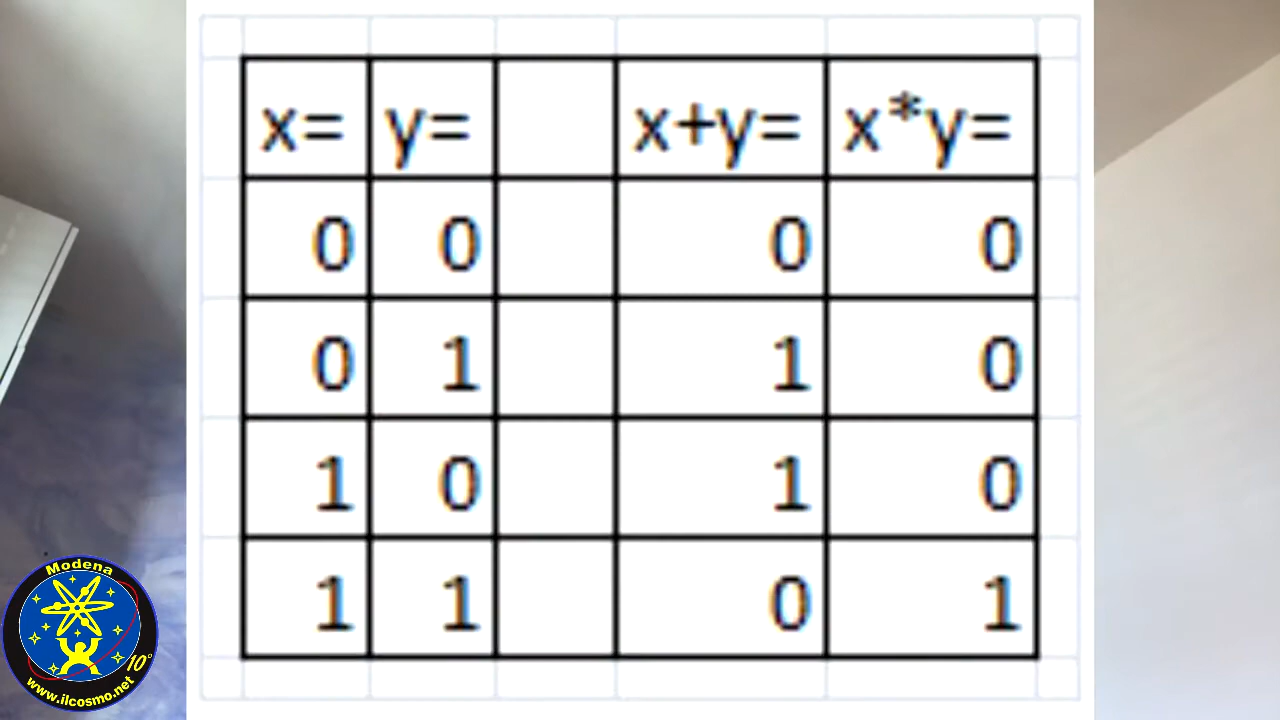 x= y= x+y= x*y=
0 0 0 0
0 1 1 0
1 0 1 0
1 1 0 1
Modena
10°
www.ilcosmo.net